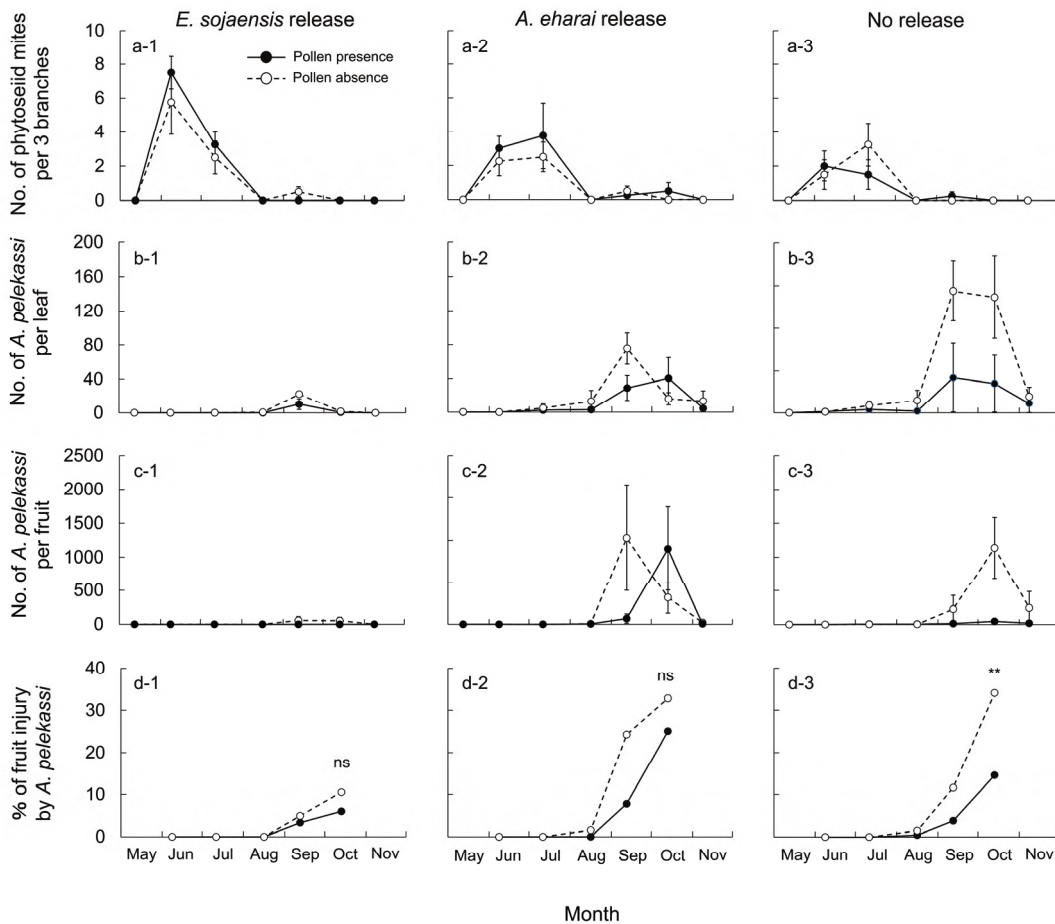 E. sojaensis release
A. eharai release
No release
No. of phytoseiid mites
per 3 branches
10
8
6
4
2
0
a-1
Pollen presence
Pollen absence
a-2
a-3
No. of A. pelekassi
per leaf
200
160
120
80
40
0
b-1
b-2
b-3
No. of A. pelekassi
per fruit
2500
2000
1500
1000
500
0
c-1
c-2
c-3
% of fruit injury
by A. pelekassi
40
30
20
10
0
d-1
ns
d-2
ns
d-3
**
May Jun Jul Aug Sep Oct Nov
May Jun Jul Aug Sep Oct Nov
May Jun Jul Aug Sep Oct Nov
Month